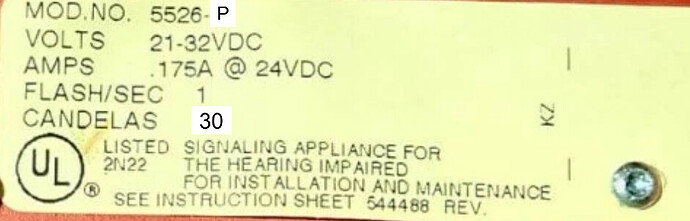 MOD.NO. 5526-P
VOLTS 21-32VDC
AMPS .175A @ 24VDC
FLASH/SEC 1
CANDELAS 30
KZ
UL ®
LISTED SIGNALING APPLIANCE FOR
2N22 THE HEARING IMPAIRED
FOR INSTALLATION AND MAINTENANCE
SEE INSTRUCTION SHEET 544488 REV.